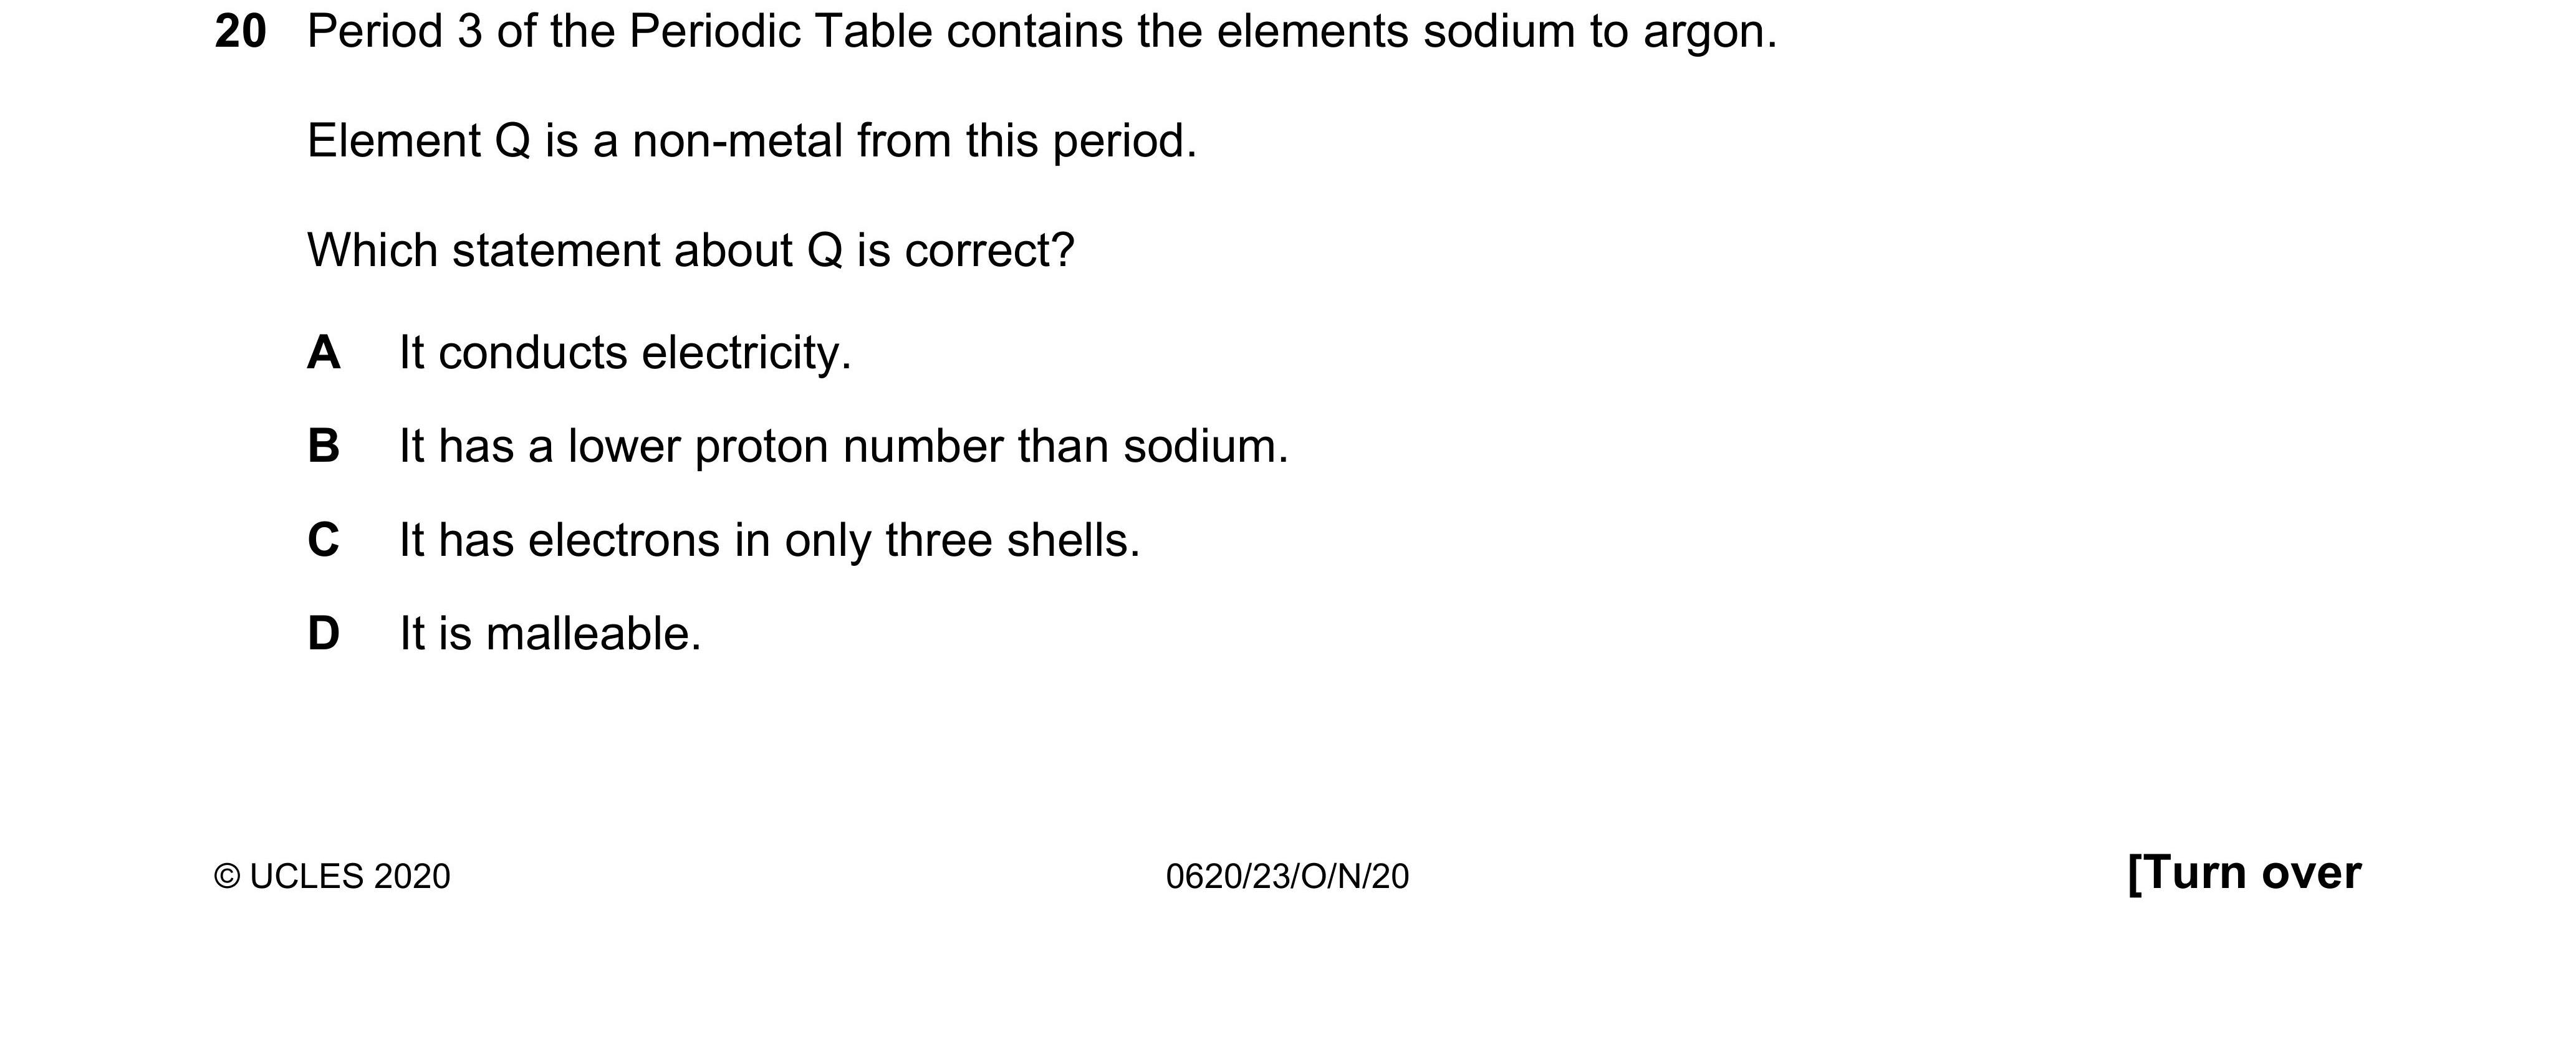 20 Period 3 of the Periodic Table contains the elements sodium to argon.
Element Q is a non-metal from this period.
Which statement about Q is correct?
A It conducts electricity.
B It has a lower proton number than sodium.
C It has electrons in only three shells.
D It is malleable.
© UCLES 2020 0620/23/O/N/20 [Turn over